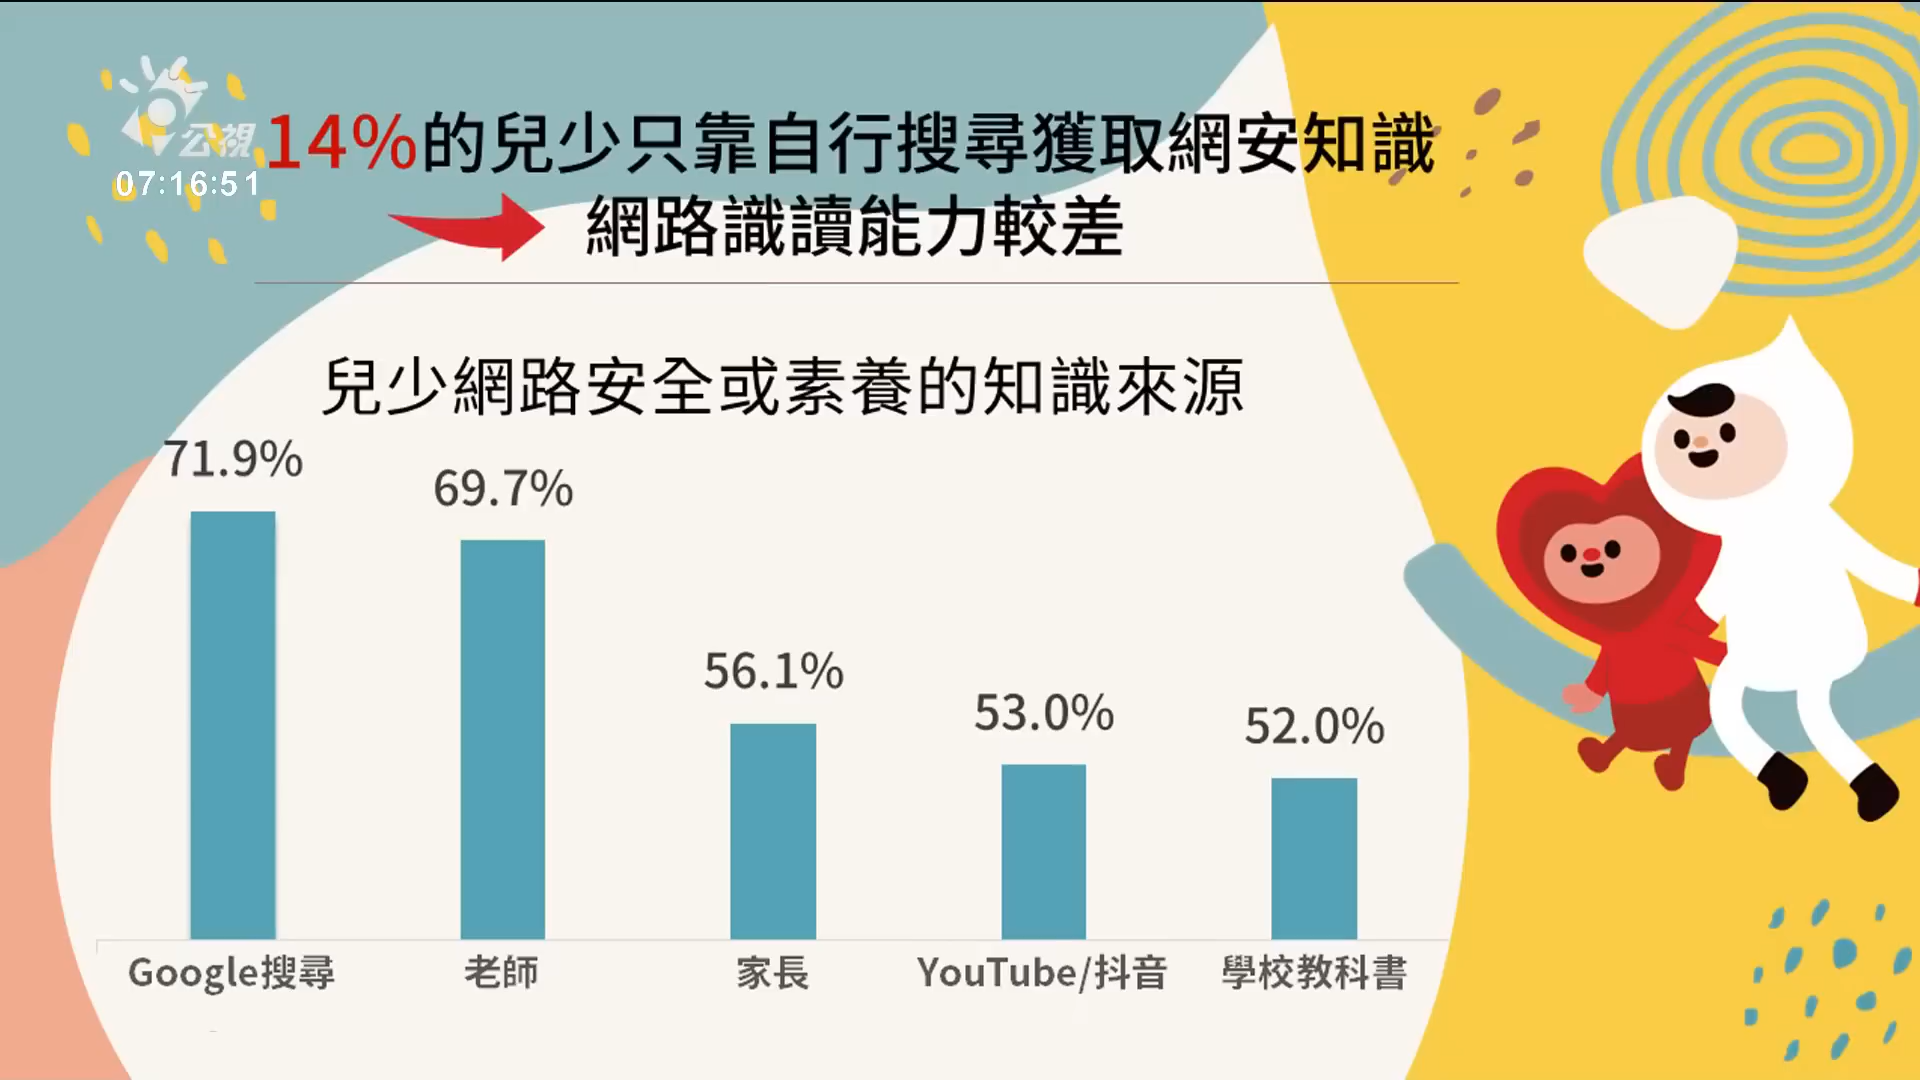 公視
07:16:51
14%的兒少只靠自行搜尋獲取網安知識
網路識讀能力較差
兒少網路安全或素養的知識來源
71.9%
69.7%
56.1%
53.0%
52.0%
Google搜尋
老師
家長
YouTube/抖音
學校教科書